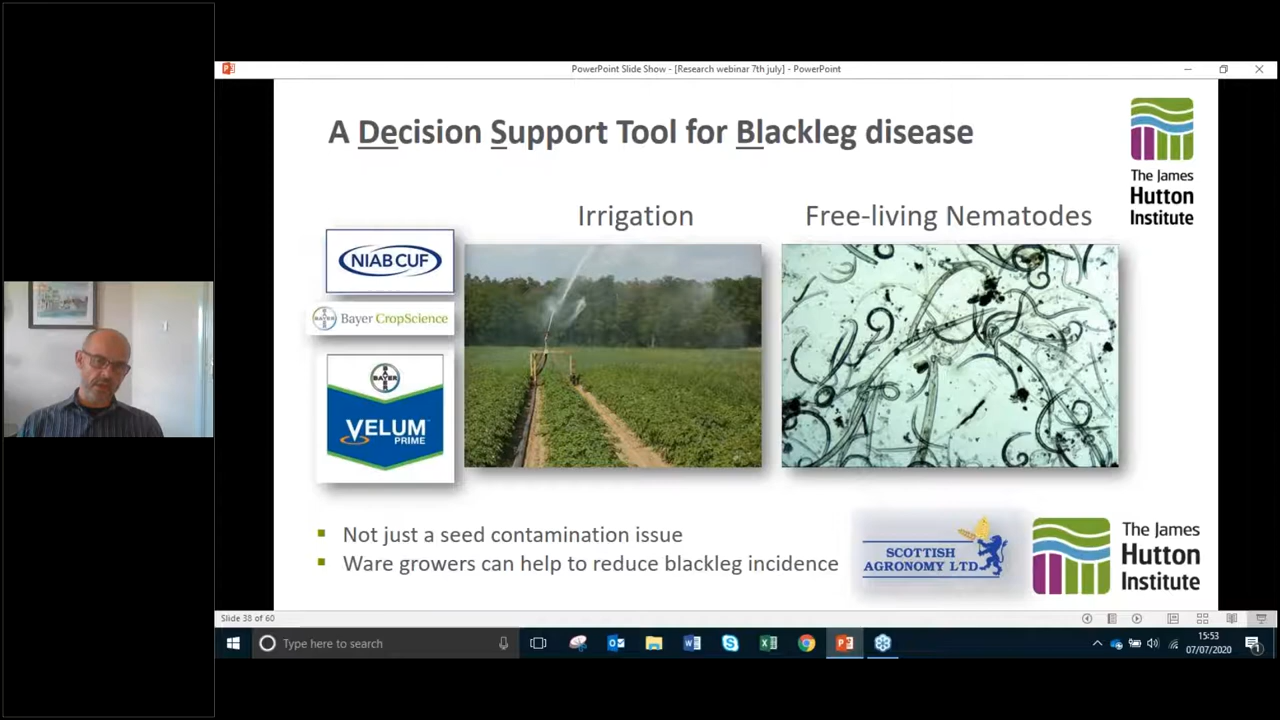 PowerPoint Slide Show - [Research webinar 7th july] - PowerPoint
A Decision Support Tool for Blackleg disease
The James
Hutton
Institute
Irrigation
Free-living Nematodes
NIAB CUF
BAYER
Bayer CropScience
BAYER
VELUM
PRIME
Not just a seed contamination issue
Ware growers can help to reduce blackleg incidence
SCOTTISH
AGRONOMY LTD
The James
Hutton
Institute
Slide 38 of 60
Type here to search
15:53
07/07/2020